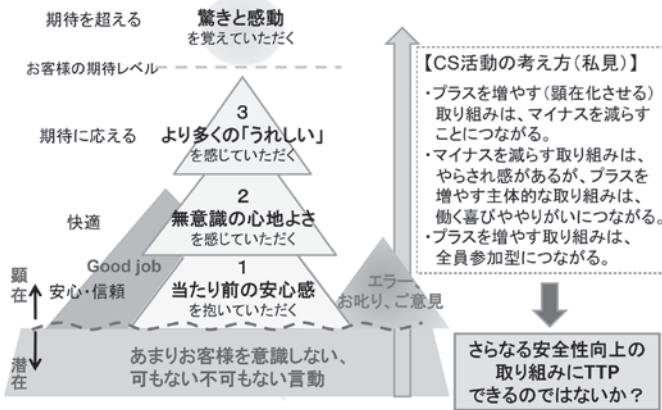 期待を超える
驚きと感動
を覚えていただく
お客様の期待レベル
期待に応える
3
より多くの「うれしい」
を感じていただく
快適
2
無意識の心地よさ
を感じていただく
Good job
安心・信頼
1
当たり前の安心感
を抱いていただく
エラー、
お叱り、ご意見
顕在
潜在
あまりお客様を意識しない、
可もない不可もない言動
【CS活動の考え方(私見)】
・プラスを増やす(顕在化させる)
取り組みは、マイナスを減らす
ことにつながる。
・マイナスを減らす取り組みは、
やらされ感があるが、プラスを
増やす主体的な取り組みは、
働く喜びややりがいにつながる。
・プラスを増やす取り組みは、
全員参加型につながる。
さらなる安全性向上の
取り組みにTTP
できるのではないか？